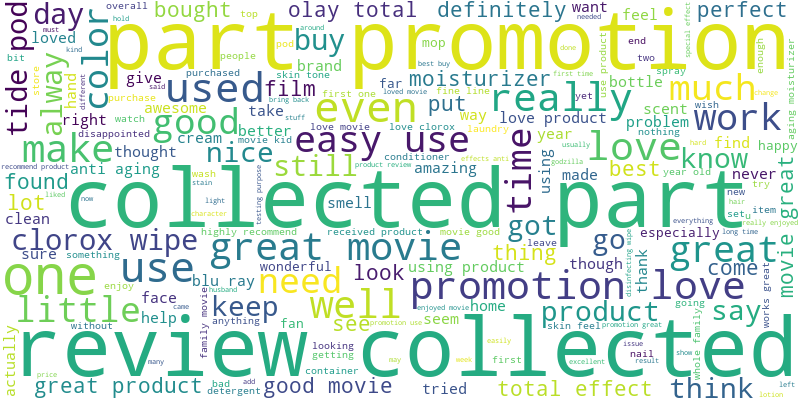 tide pod
day
color
bought
olay total
definitely
want
perfect
overall
hold
top
must
kind
loved
bit
store
alway
hand
different
part promotion
purchased
people
buy
brand
pod
skin tone
mop
feel
needed
end
two
special effect
used
film
moisturizer
bottle
much
enough
aging moisturizer
give
purchase
said
awesome
right
watch
disappointed
good
take
better
cream
first one
even
far
fine line
put
way
really
scent
spray
yet
use product
problem
first time
best buy
around
done
wish
nothing
work
change
make
thought
nice
movie kid
stuff
bring back
loved movie
easy use
love movie
love clorox
laundry
love product
year
love
hard
find
know
happy
time
using
usually
made
best
year old
never
try
found
anti aging
recommend product
wash
stain
liked
still
conditioner
effects anti
product review
amazing
godzilla
collected part
lot
clean
now
light
character
smell
testing purpose
new
hair
set
item
really enjoyed
long time
clorox wipe
sure
something
highly recommend
received product
movie good
great movie
got
go
leave
especially
everything
great
movie great
one
use
wonderful
blu ray
look
using product
thing
though
disinfecting wipe
thank
come
enjoy
husband
need
well
promotion love
home
works great
little
face
help
came
without
family movie
keep
anything
fan
see
enjoyed movie
promotion use
seem
product
skin feel
promotion great
going
whole family
say
actually
review collected
many
price
looking
getting
container
may
week
easily
first
excellent
issue
nail
result
show
great product
bad
add
detergent
good movie
tried
total effect
think
left
lotion